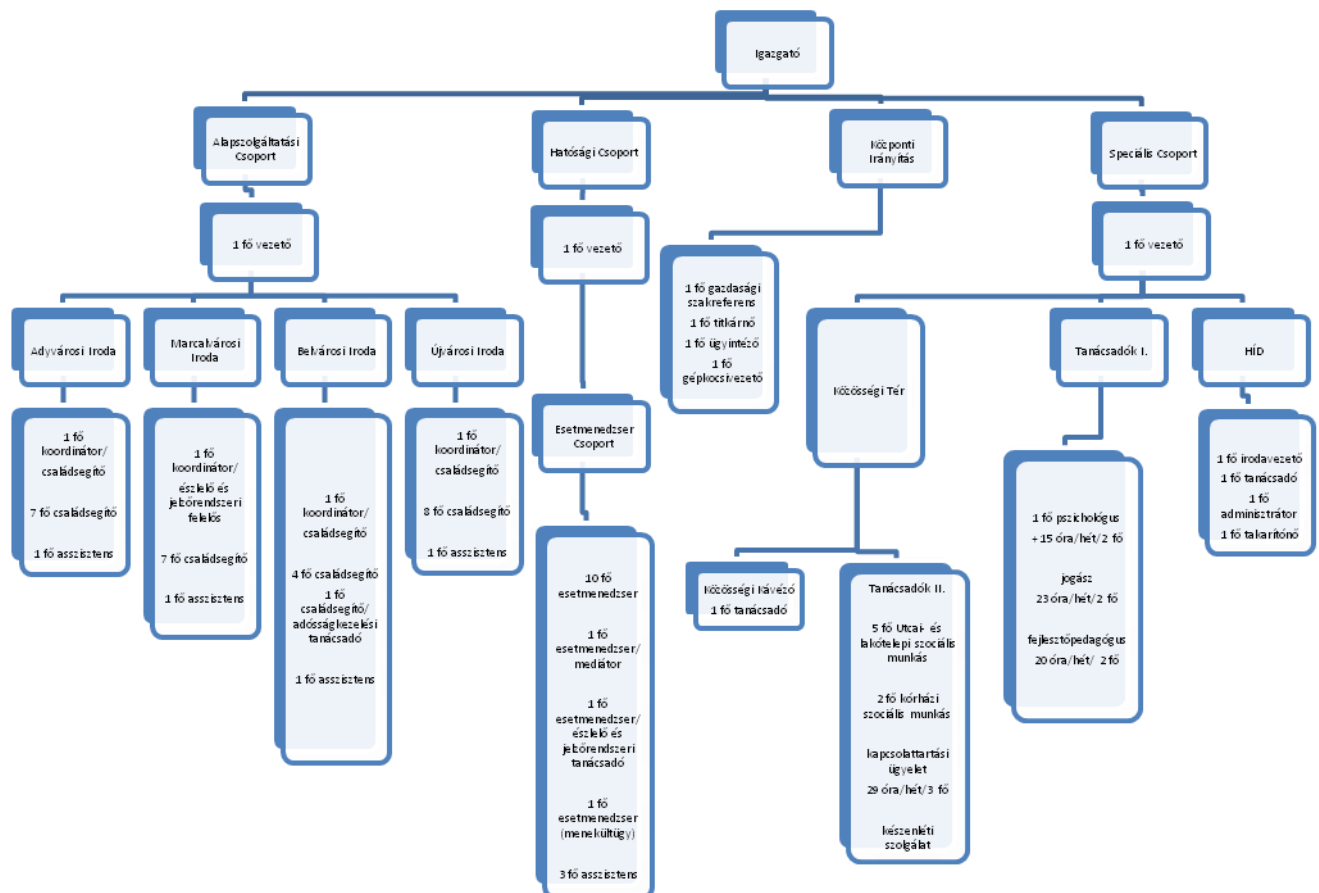 Igazgató
Alapszolgáltatási
Csoport
Hatósági Csoport
Központi
Irányítás
Speciális Csoport
1 fő vezető
1 fő vezető
1 fő vezető
1 fő gazdasági
szakreferens
1 fő titkárnő
1 fő ügyintéző
1 fő
gépkocsivezető
Adyvárosi Iroda
Marcalvárosi
Iroda
Belvárosi Iroda
Újvárosi Iroda
Esetmenedzser
Csoport
Közösségi Tér
Tanácsadók I.
HÍD
1 fő
koordinátor/
családsegítő
7 fő családsegítő
1 fő asszisztens
1 fő
koordinátor/
észlelő és
jelzőrendszeri
felelős
7 fő családsegítő
1 fő asszisztens
1 fő
koordinátor/
családsegítő
4 fő családsegítő
1 fő
családsegítő/
adósságkezelési
tanácsadó
1 fő asszisztens
1 fő
koordinátor/
családsegítő
8 fő családsegítő
1 fő asszisztens
10 fő
esetmenedzser
1 fő
esetmenedzser/
mediátor
1 fő
esetmenedzser/
észlelő és
jelzőrendszeri
tanácsadó
1 fő
esetmenedzser
(menekültügy)
3 fő asszisztens
Közösségi Kávézó
1 fő tanácsadó
Tanácsadók II.
5 fő Utcai- és
lakótelepi szociális
munkás
2 fő kórházi
szociális munkás
kapcsolattartási
ügyelet
29 óra/hét/3 fő
készenléti
szolgálat
1 fő pszichológus
+15 óra/hét/2 fő
jogász
23 óra/hét/2 fő
fejlesztőpedagógus
20 óra/hét/ 2 fő
1 fő irodavezető
1 fő tanácsadó
1 fő
adminisztrátor
1 fő takarítónő